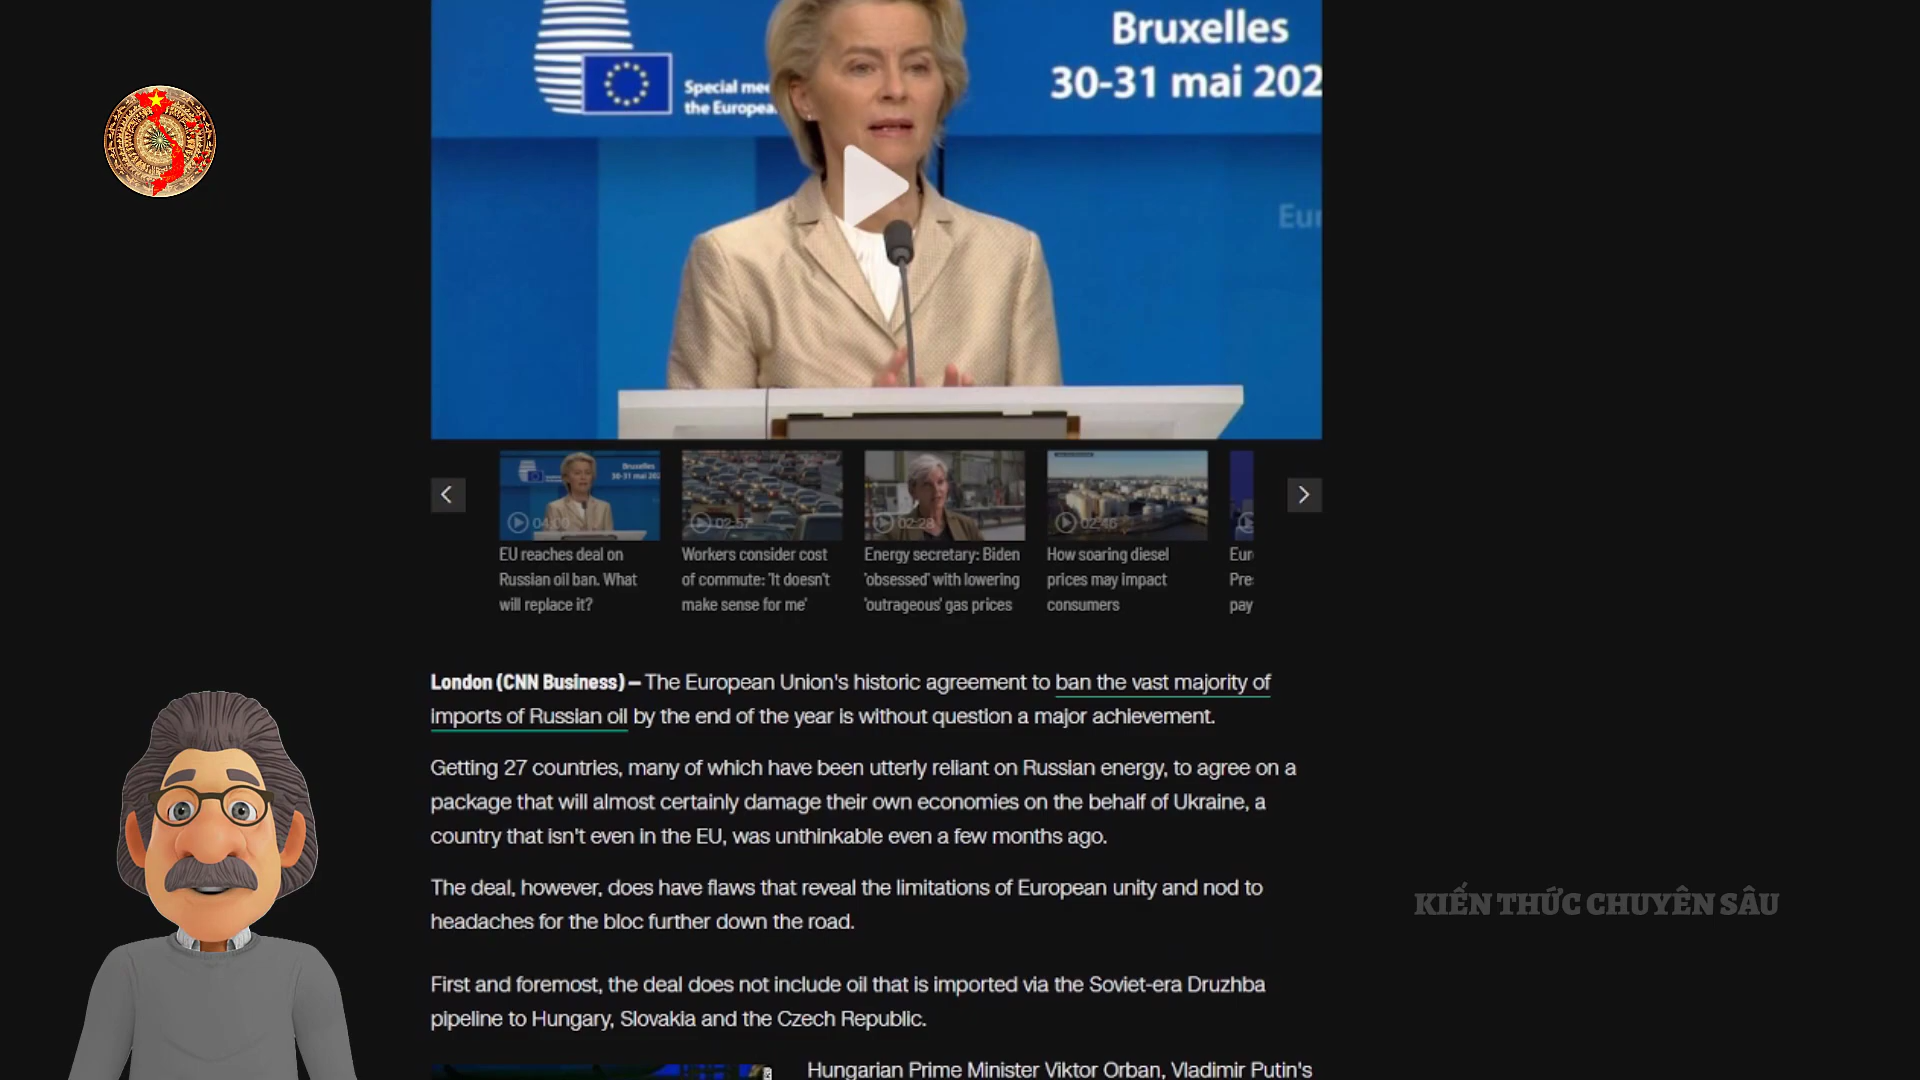 Bruxelles
30-31 mai 202
Special mee
the Europea
Eur
Bruxelles
30-31 mai 202
04:00
02:57
02:28
02:46
EU reaches deal on
Russian oil ban. What
will replace it?
Workers consider cost
of commute: 'It doesn't
make sense for me'
Energy secretary: Biden
'obsessed' with lowering
'outrageous' gas prices
How soaring diesel
prices may impact
consumers
Eur
Pre
pay
London (CNN Business) — The European Union's historic agreement to ban the vast majority of
imports of Russian oil by the end of the year is without question a major achievement.
Getting 27 countries, many of which have been utterly reliant on Russian energy, to agree on a
package that will almost certainly damage their own economies on the behalf of Ukraine, a
country that isn't even in the EU, was unthinkable even a few months ago.
The deal, however, does have flaws that reveal the limitations of European unity and nod to
headaches for the bloc further down the road.
KIẾN THỨC CHUYÊN SÂU
First and foremost, the deal does not include oil that is imported via the Soviet-era Druzhba
pipeline to Hungary, Slovakia and the Czech Republic.
Hungarian Prime Minister Viktor Orban, Vladimir Putin's